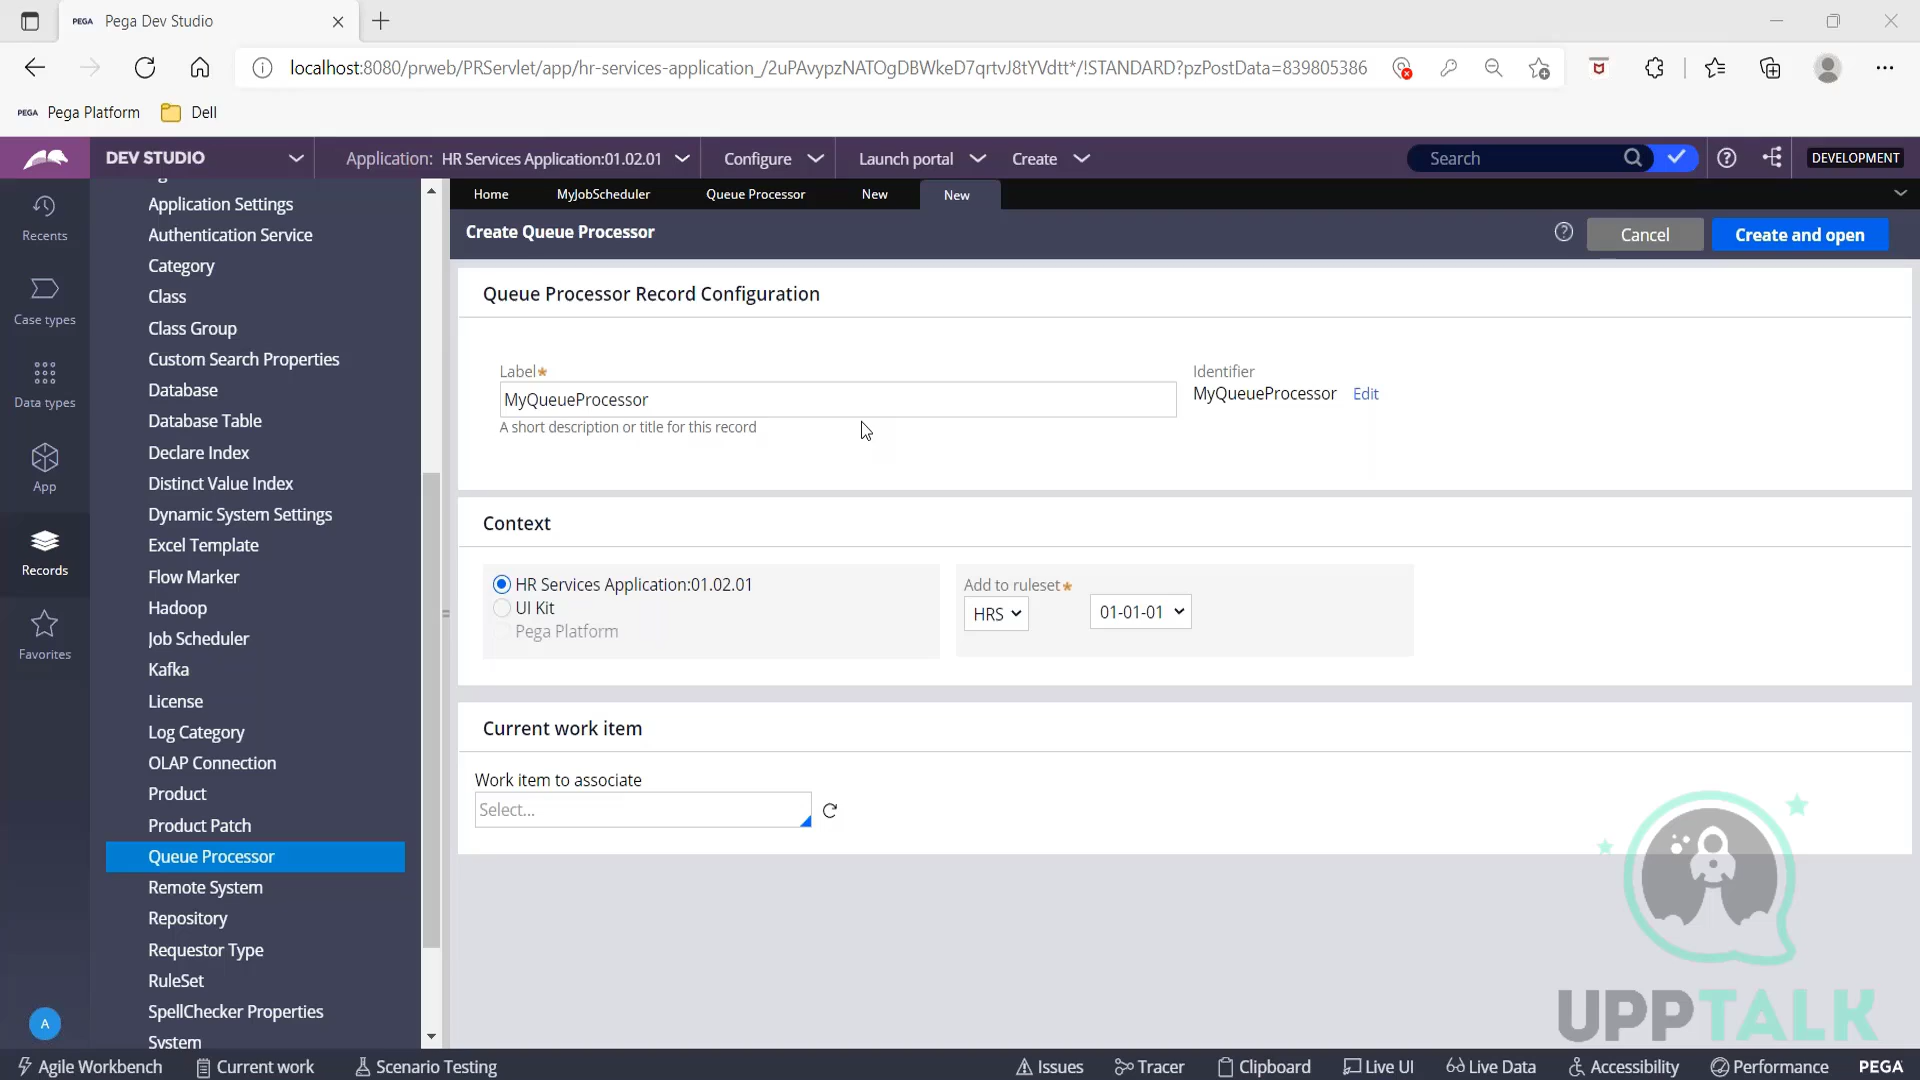 PEGA Pega Dev Studio
localhost:8080/prweb/PRServlet/app/hr-services-application_/2uPAvypzNATOgDBWkeD7qrtvJ8tYVdtt*/!STANDARD?pzPostData=839805386
PEGA Pega Platform Dell
DEV STUDIO Application: HR Services Application:01.02.01 Configure Launch portal Create Search DEVELOPMENT
Home MyJobScheduler Queue Processor New New
Recents
Case types
Data types
App
Records
Favorites
A
Application Settings
Authentication Service
Category
Class
Class Group
Custom Search Properties
Database
Database Table
Declare Index
Distinct Value Index
Dynamic System Settings
Excel Template
Flow Marker
Hadoop
Job Scheduler
Kafka
License
Log Category
OLAP Connection
Product
Product Patch
Queue Processor
Remote System
Repository
Requestor Type
RuleSet
SpellChecker Properties
System
Create Queue Processor Cancel Create and open
Queue Processor Record Configuration
Label* Identifier
MyQueueProcessor MyQueueProcessor Edit
A short description or title for this record
Context
HR Services Application:01.02.01 Add to ruleset*
UI Kit HRS 01-01-01
Pega Platform
Current work item
Work item to associate
Select...
UPPTALK
Agile Workbench Current work Scenario Testing Issues Tracer Clipboard Live UI Live Data Accessibility Performance PEGA